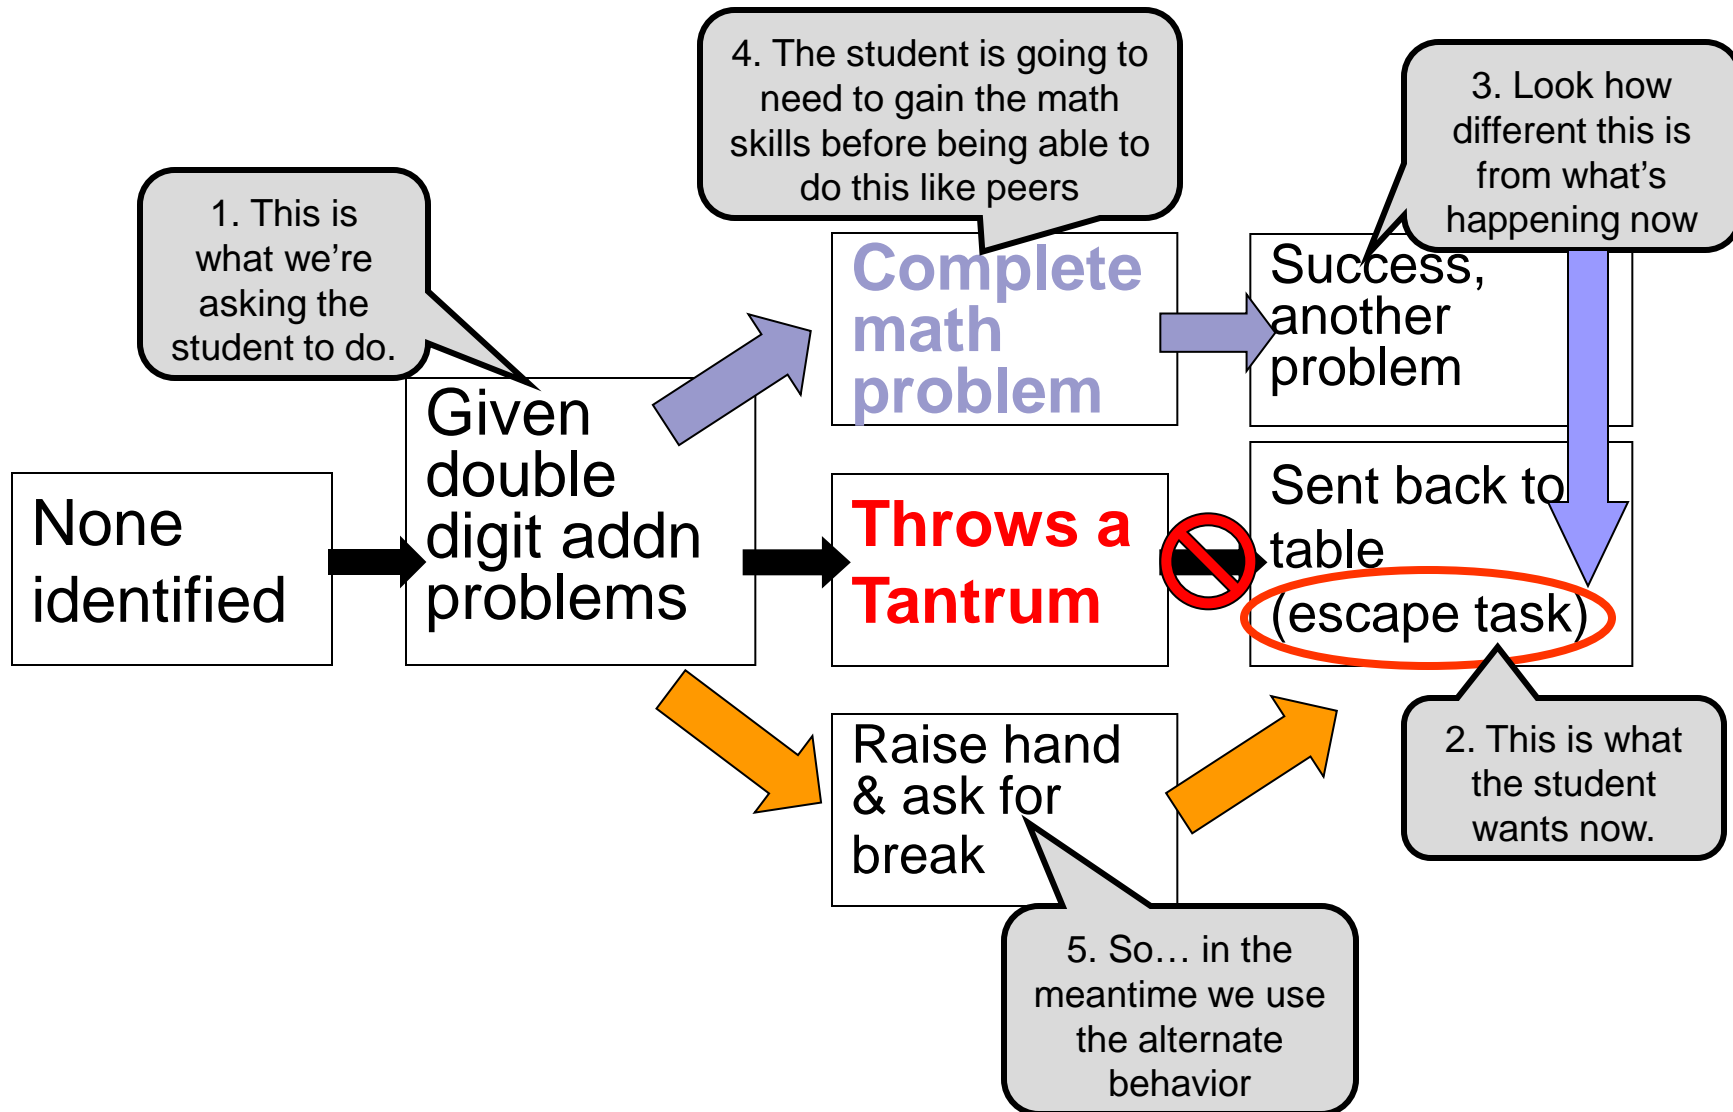 4. The student is going to
need to gain the math
skills before being able to
do this like peers
3. Look how
different this is
from what's
happening now
1. This is
what we’re
asking the
student to do.
Complete
math
problem
Success,
another
problem
None
identified
Given
double
digit addn
problems
Throws a
Tantrum
Sent back to
table
(escape task)
Raise hand
& ask for
break
2. This is what
the student
wants now.
5. So… in the
meantime we use
the alternate
behavior